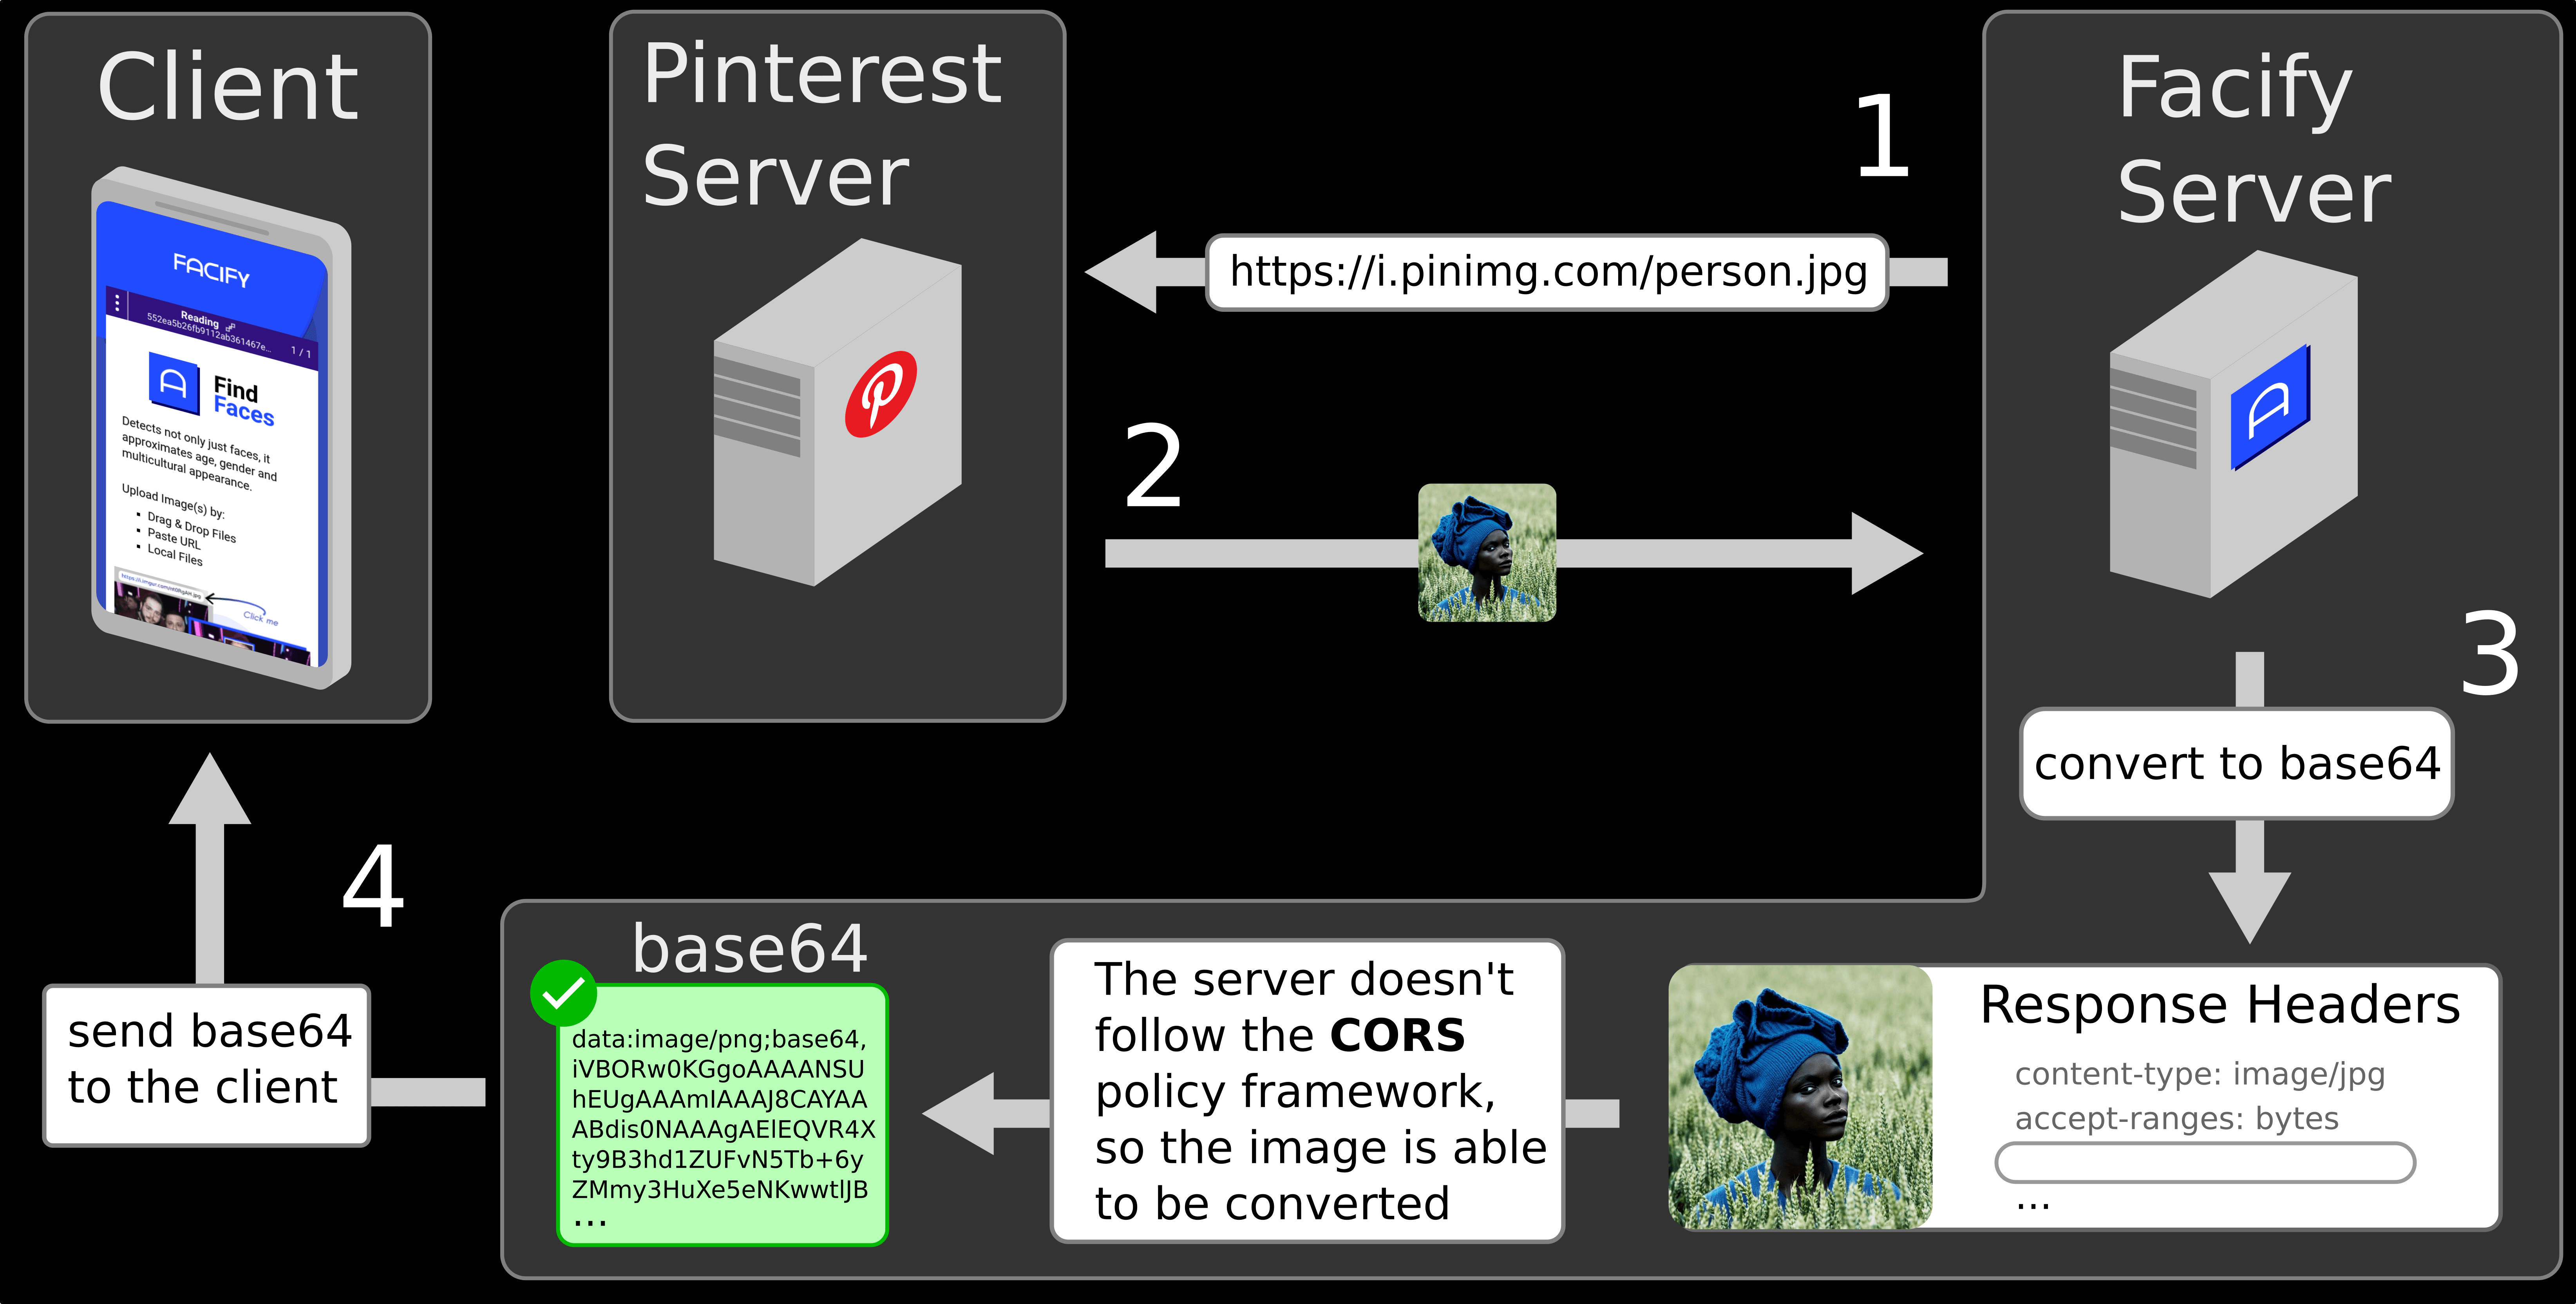 Client
FACIFY
Reading
552ea5b26fb9112ab361467e...
1 / 1
Find
Faces
Detects not only just faces, it
approximates age, gender and
multicultural appearance.
Upload Image(s) by:
Drag & Drop Files
Paste URL
Local Files
Click me
Pinterest
Server
1
https://i.pinimg.com/person.jpg
2
Facify
Server
3
convert to base64
Response Headers
content-type: image/jpg
accept-ranges: bytes
...
The server doesn't
follow the CORS
policy framework,
so the image is able
to be converted
base64
data:image/png;base64,
iVBORw0KGgoAAAANSU
hEUgAAAmIAAAJ8CAYAA
ABdis0NAAAgAElEQVR4X
ty9B3hd1ZUFvN5Tb+6y
ZMmy3HuXe5eNKwwtlJB
...
4
send base64
to the client